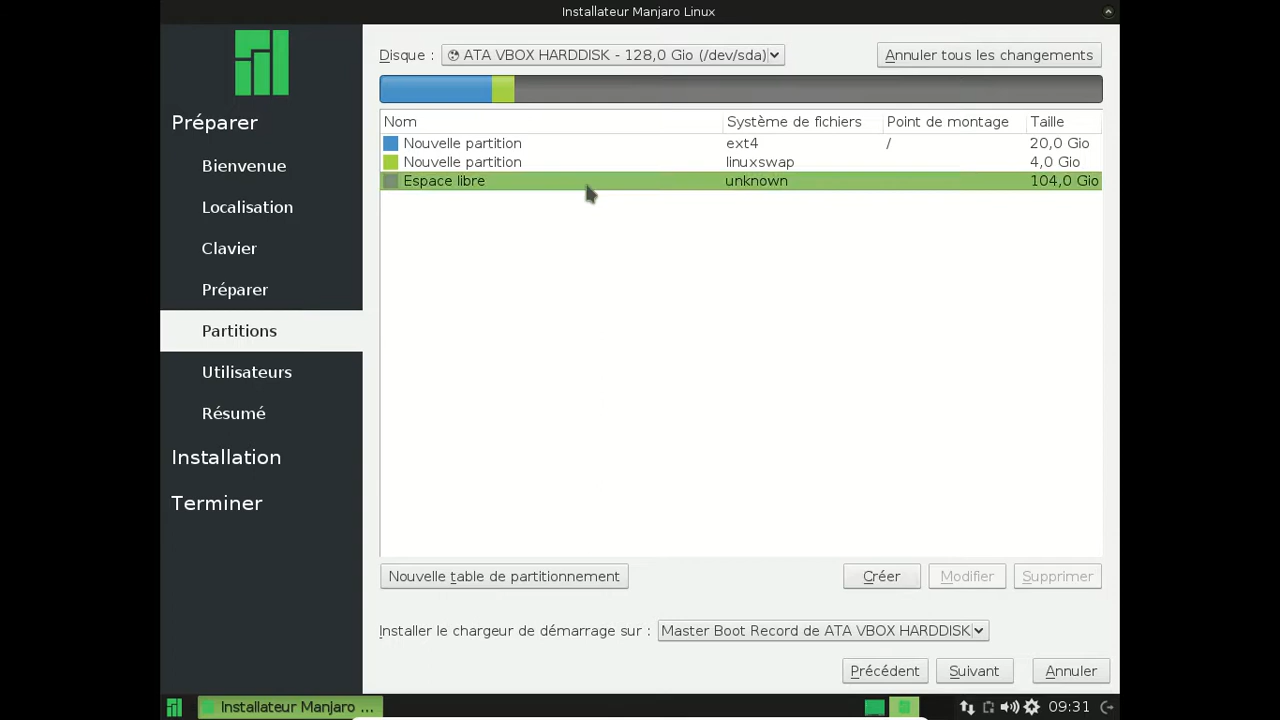 Installateur Manjaro Linux
Disque : ATA VBOX HARDDISK - 128,0 Gio (/dev/sda) Annuler tous les changements
Préparer
Bienvenue
Localisation
Clavier
Préparer
Partitions
Utilisateurs
Résumé
Installation
Terminer
Nom Système de fichiers Point de montage Taille
Nouvelle partition ext4 / 20,0 Gio
Nouvelle partition linuxswap 4,0 Gio
Espace libre unknown 104,0 Gio
Nouvelle table de partitionnement Créer Modifier Supprimer
Installer le chargeur de démarrage sur : Master Boot Record de ATA VBOX HARDDISK
Précédent Suivant Annuler
Installateur Manjaro ... 09:31